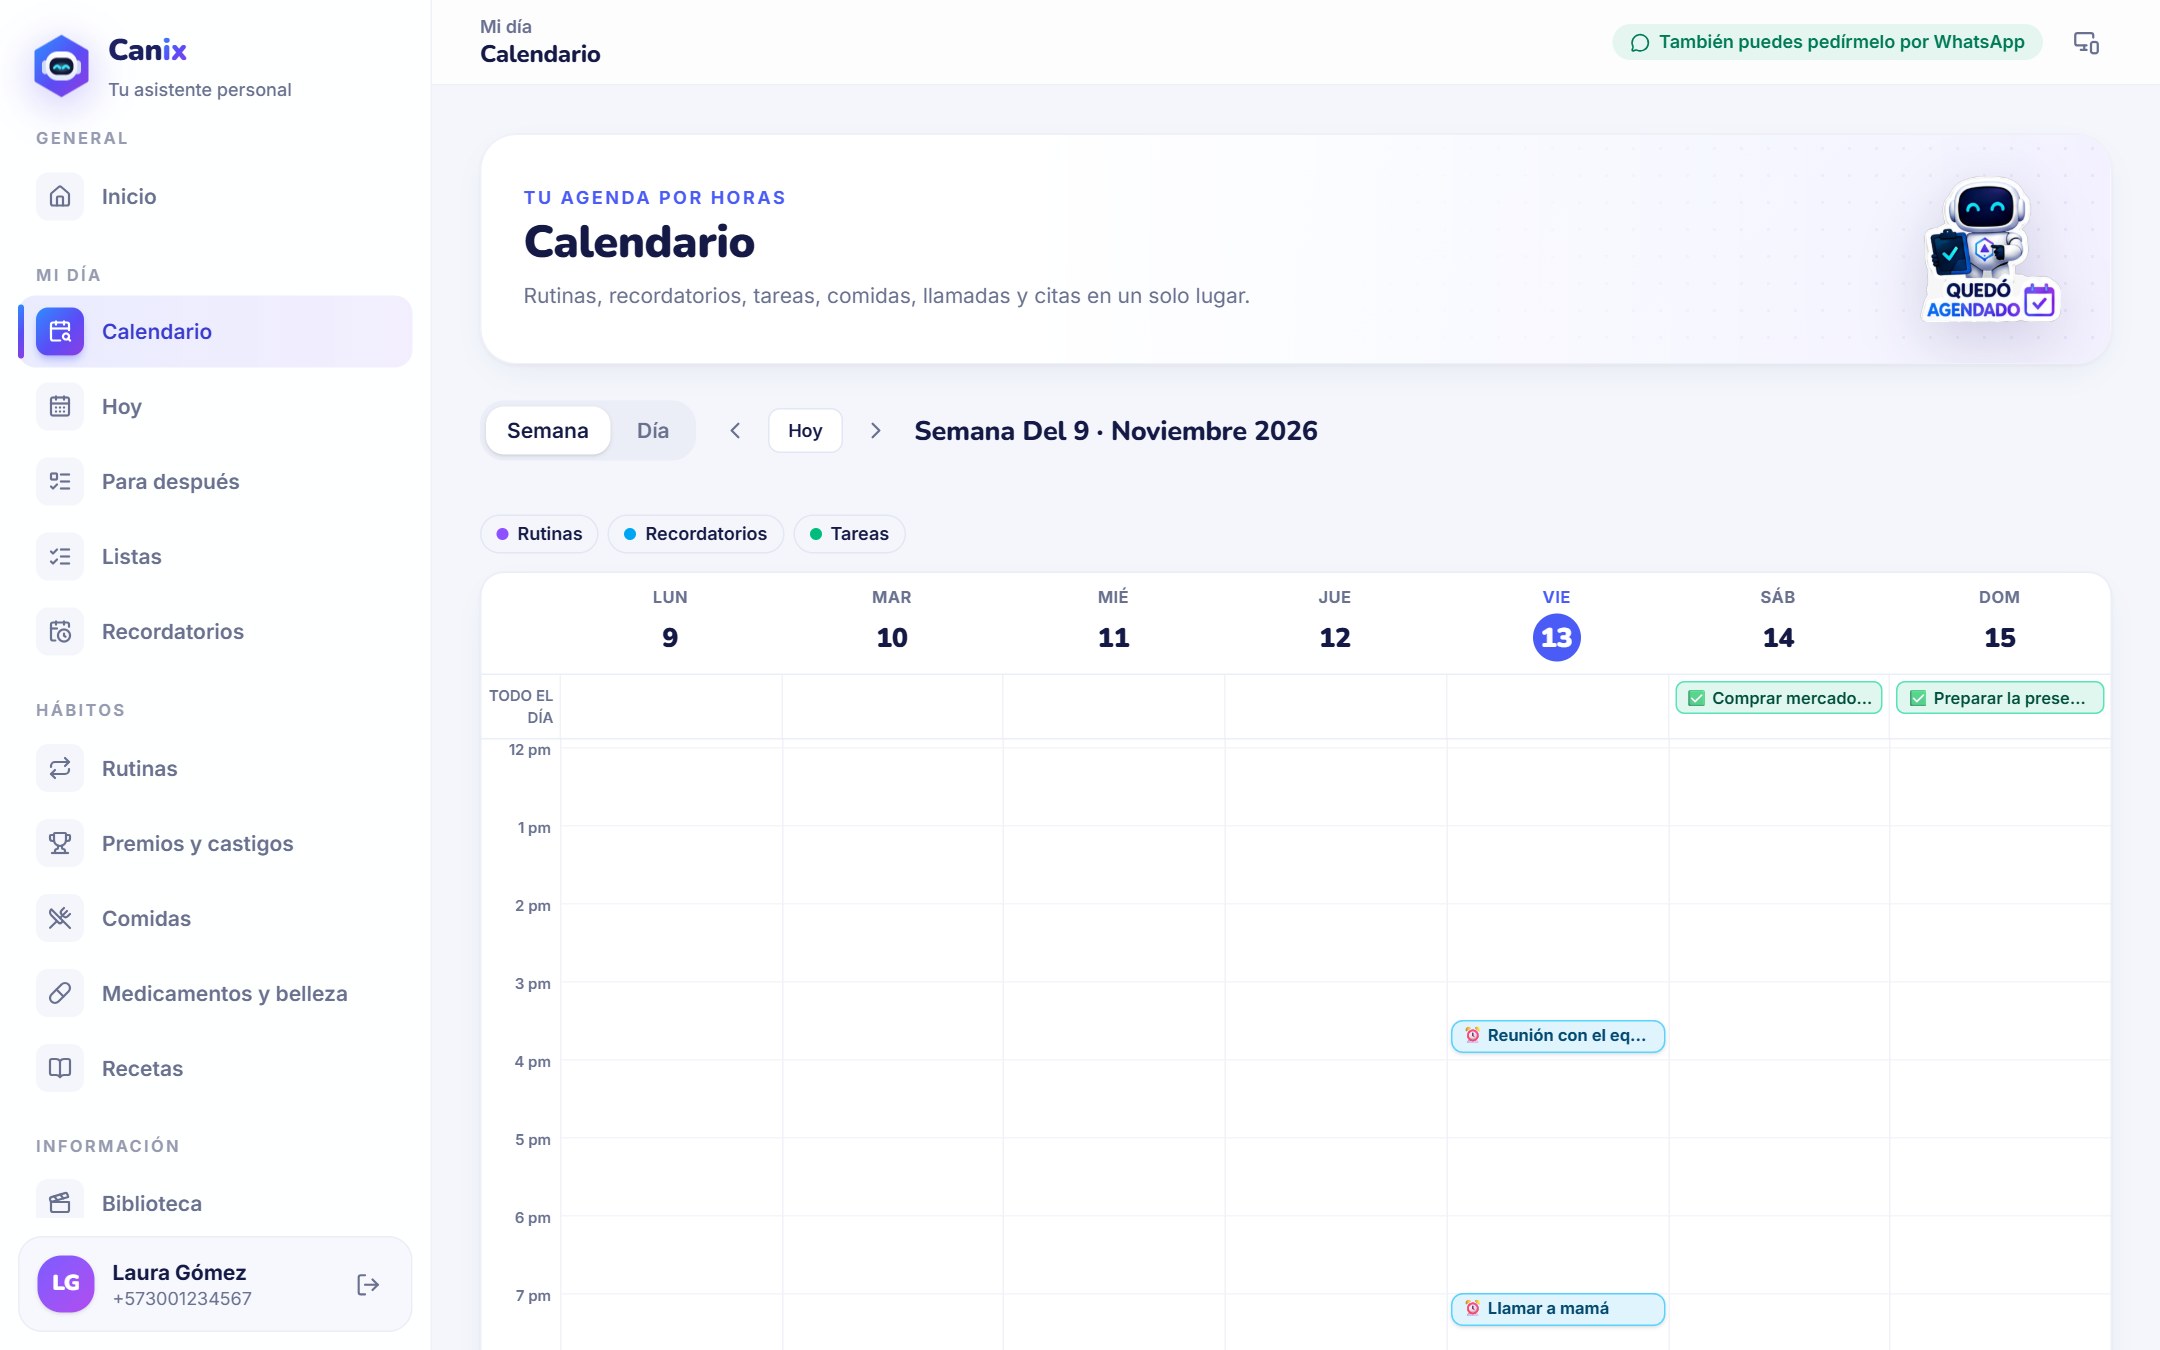 Canix
Tu asistente personal
GENERAL
Inicio
MI DÍA
Calendario
Hoy
Para después
Listas
Recordatorios
HÁBITOS
Rutinas
Premios y castigos
Comidas
Medicamentos y belleza
Recetas
INFORMACIÓN
Biblioteca
LG
Laura Gómez
+573001234567
Mi día
Calendario
También puedes pedírmelo por WhatsApp
TU AGENDA POR HORAS
Calendario
Rutinas, recordatorios, tareas, comidas, llamadas y citas en un solo lugar.
QUEDÓ
AGENDADO
Semana Día Hoy Semana Del 9 · Noviembre 2026
Rutinas Recordatorios Tareas
LUN MAR MIÉ JUE VIE SÁB DOM
9 10 11 12 13 14 15
TODO EL
DÍA
Comprar mercado... Preparar la prese...
12 pm
1 pm
2 pm
3 pm
Reunión con el eq...
4 pm
5 pm
6 pm
7 pm
Llamar a mamá